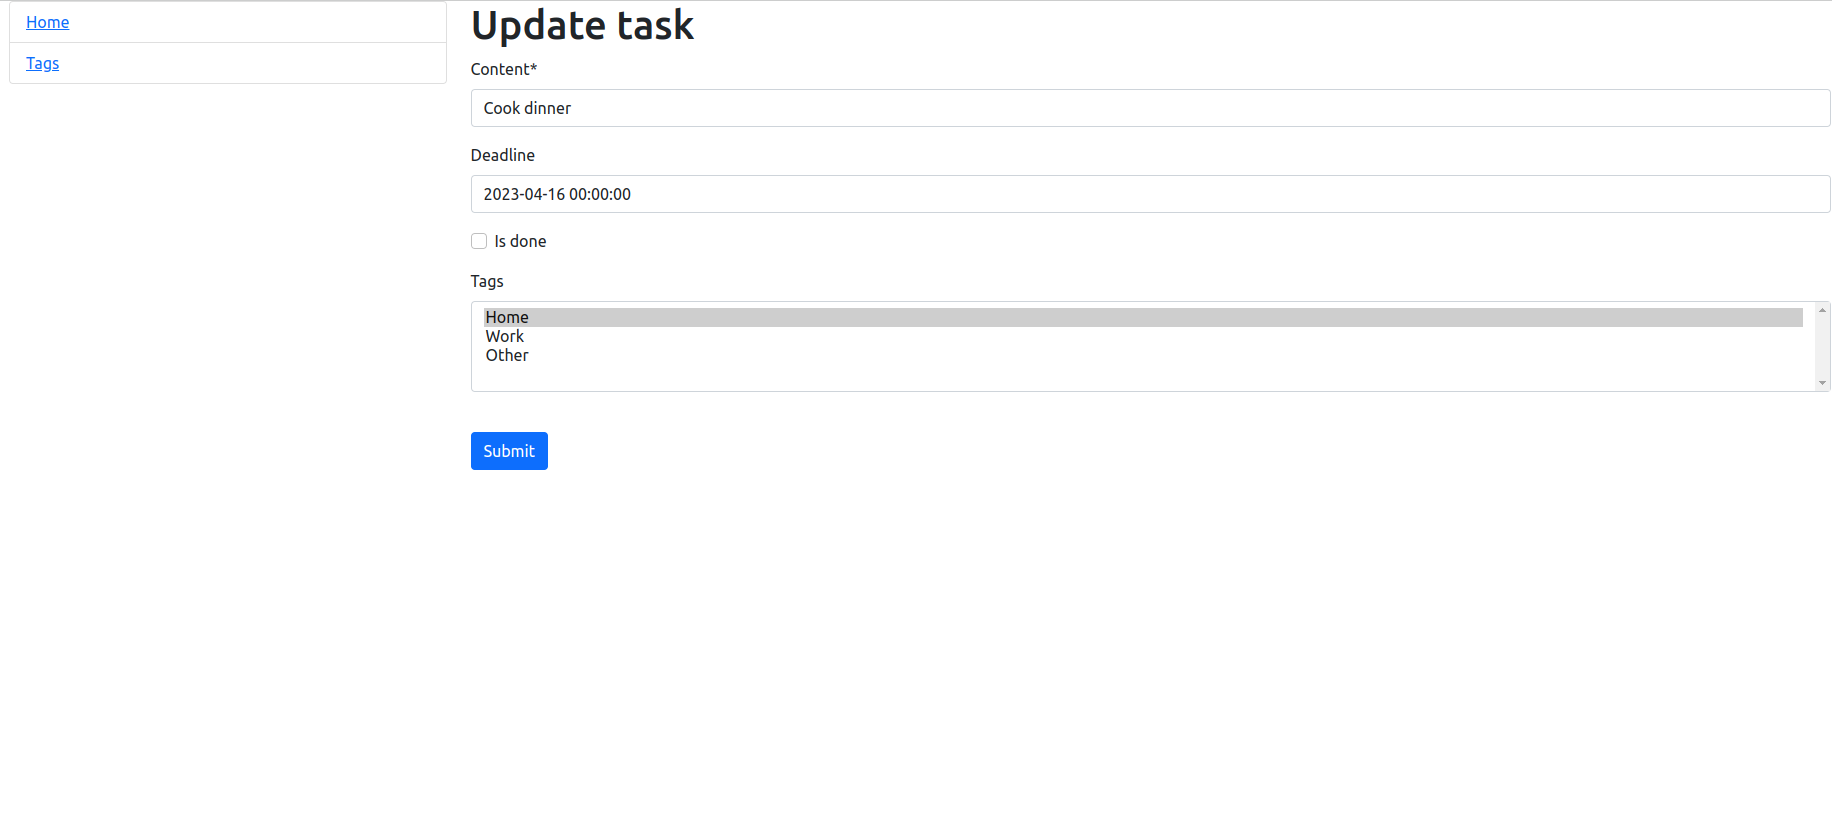 Home
Tags
Update task
Content*
Cook dinner
Deadline
2023-04-16 00:00:00
Is done
Tags
Home
Work
Other
Submit